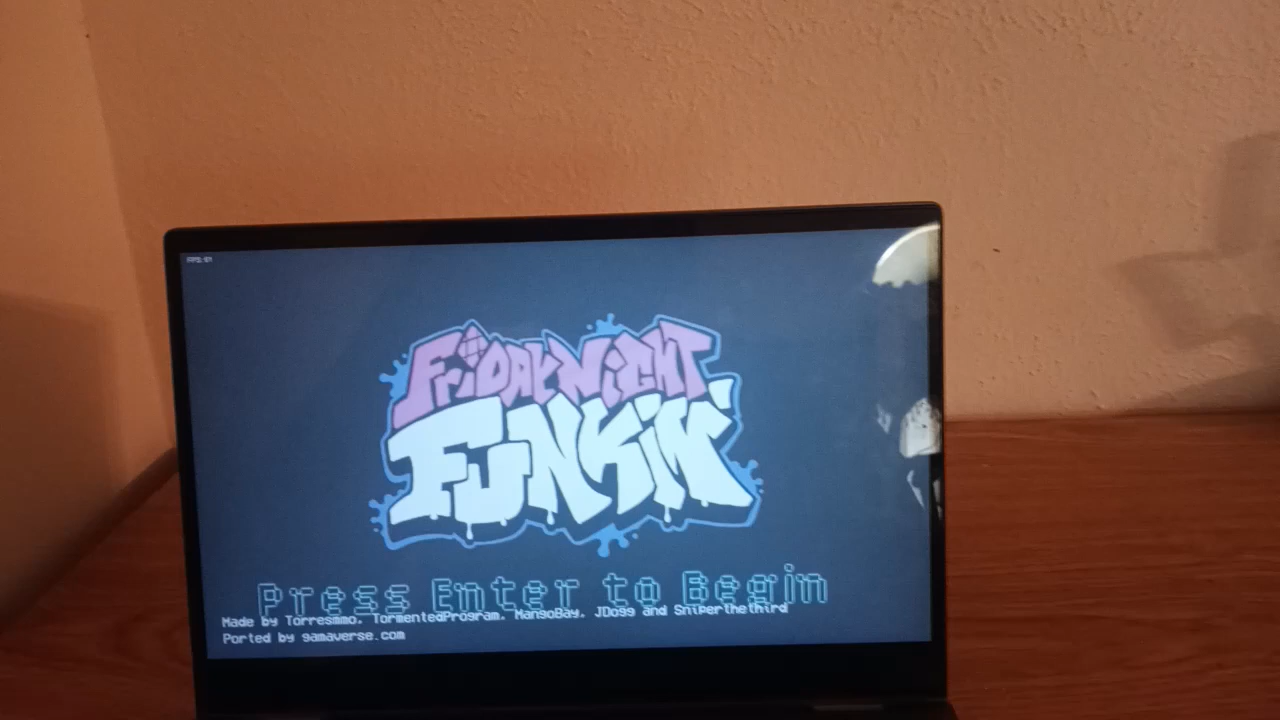 FPS: 61
FRiDAY NiGHT
FUNKiN'
Press Enter to Begin
Made by Torresmmo, TormentedProgram, MangoBay, JDogg and Sniperthethird
Ported by gamaverse.com